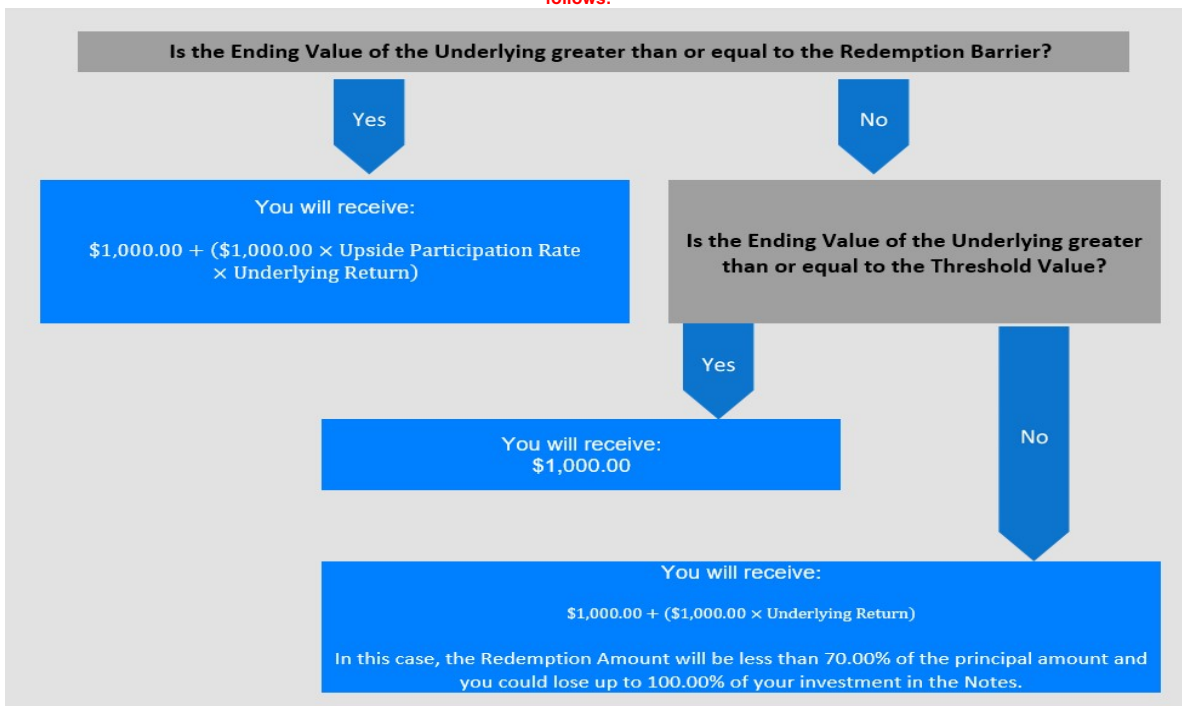 follows:
Is the Ending Value of the Underlying greater than or equal to the Redemption Barrier?
Yes
No
You will receive:
$1,000.00 + ($1,000.00 × Upside Participation Rate
× Underlying Return)
Is the Ending Value of the Underlying greater
than or equal to the Threshold Value?
Yes
No
You will receive:
$1,000.00
You will receive:
$1,000.00 + ($1,000.00 × Underlying Return)
In this case, the Redemption Amount will be less than 70.00% of the principal amount and
you could lose up to 100.00% of your investment in the Notes.